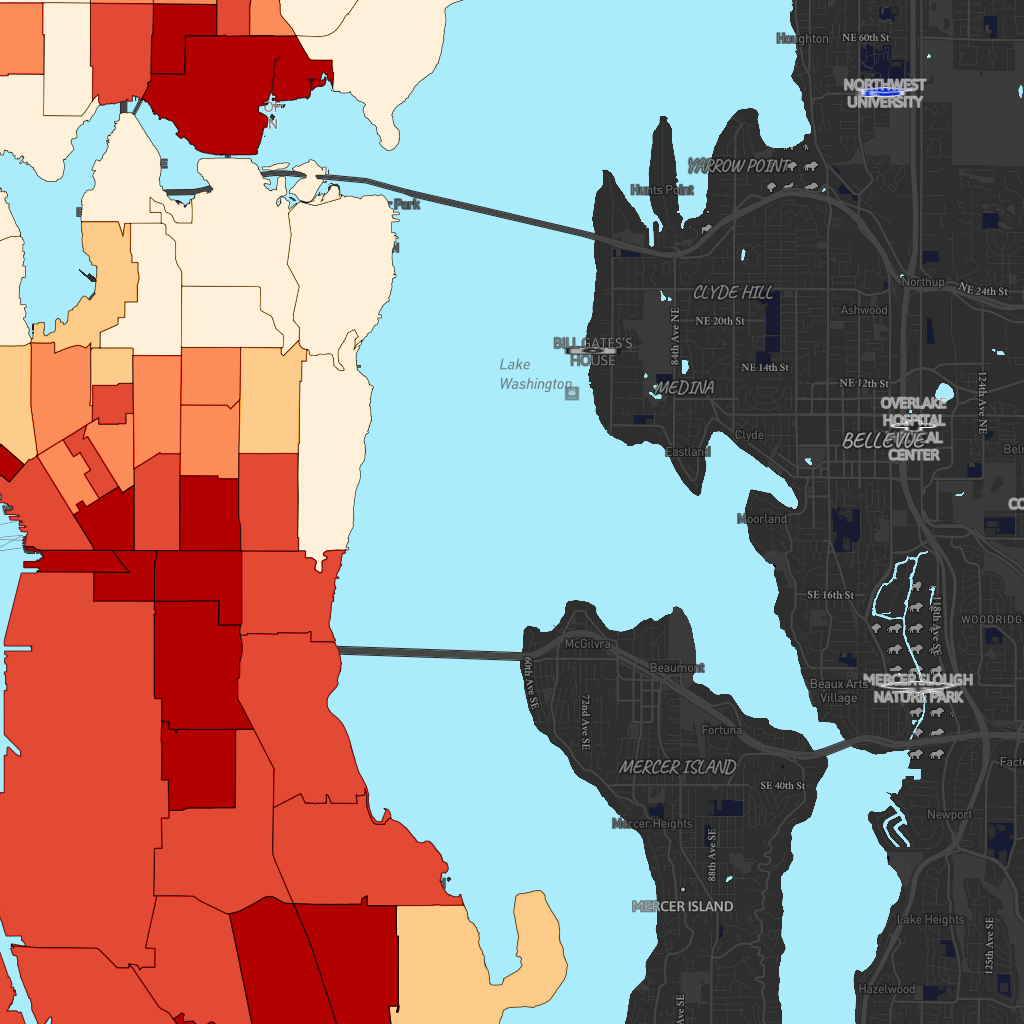 Houghton
NE 60th St
NORTHWEST
UNIVERSITY
YARROW POINT
Hunts Point
Park
Northup
NE 24th St
CLYDE HILL
Ashwood
NE 20th St
84th Ave NE
BILL GATES'S
HOUSE
Lake
Washington
NE 14th St
MEDINA
NE 12th St
124th Ave NE
OVERLAKE
HOSPITAL
CENTER
BELLEVUE
Clyde
Eastland
Moorland
SE 16th St
118th Ave SE
WOODRIDG
McGilvra
60th Ave SE
Beaumont
Beaux Arts
Village
MERCER SLOUGH
NATURE PARK
72nd Ave SE
Fortuna
MERCER ISLAND
SE 40th St
Newport
Mercer Heights
88th Ave SE
MERCER ISLAND
Lake Heights
125th Ave SE
Hazelwood
Ave SE